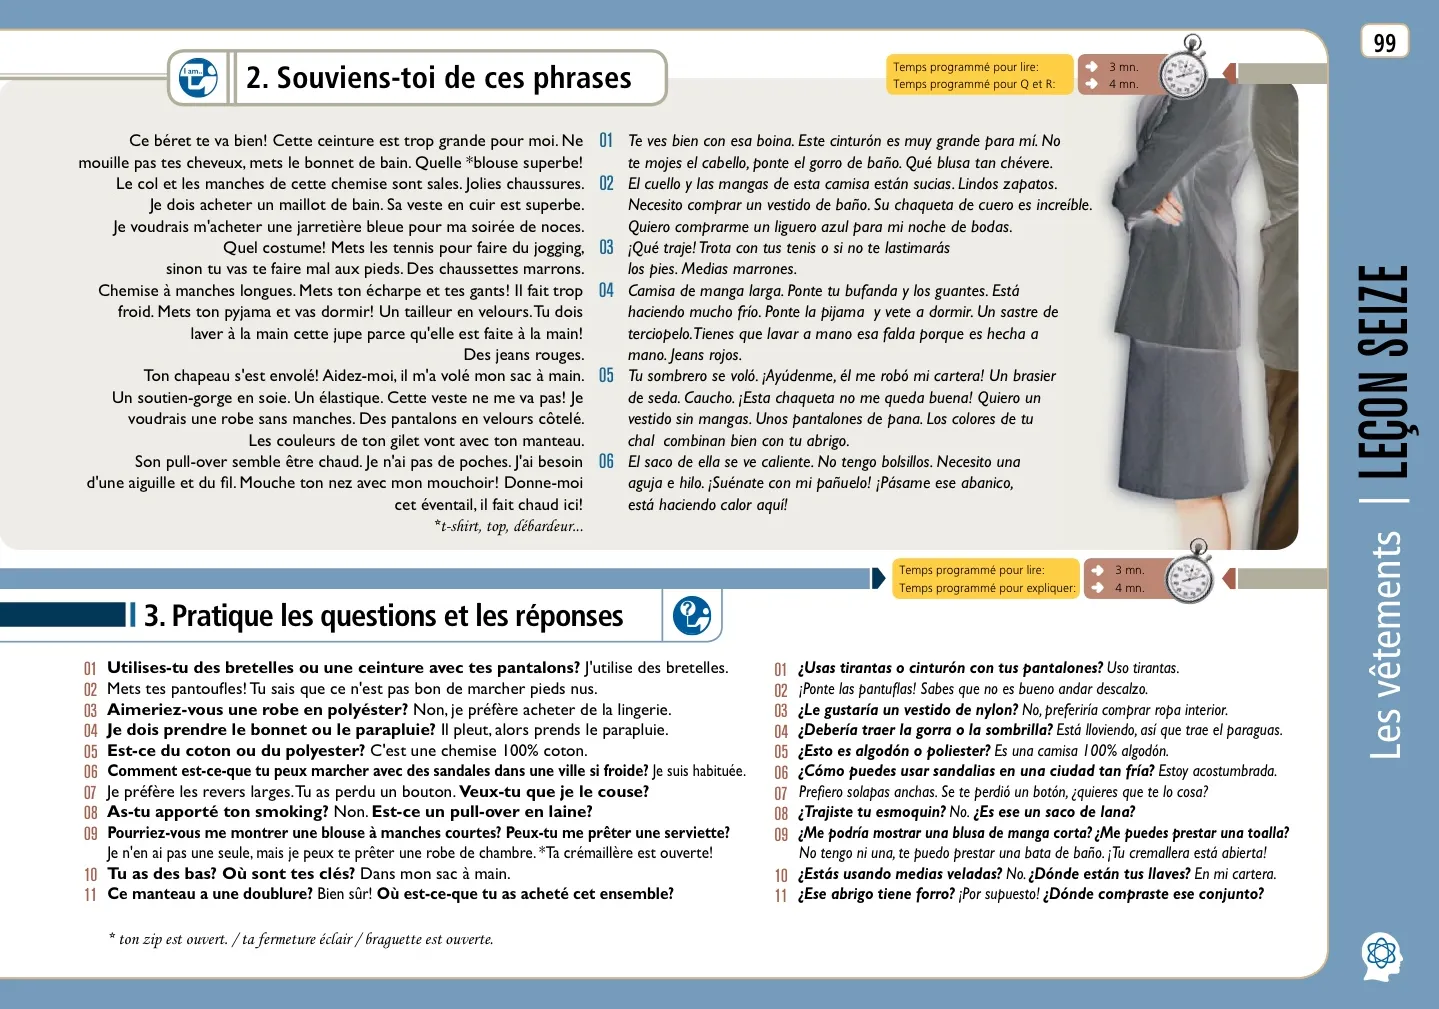 99
I am..
2. Souviens-toi de ces phrases
Temps programmé pour lire: 3 mn.
Temps programmé pour Q et R: 4 mn.
Ce béret te va bien! Cette ceinture est trop grande pour moi. Ne
mouille pas tes cheveux, mets le bonnet de bain. Quelle *blouse superbe!
Le col et les manches de cette chemise sont sales. Jolies chaussures.
Je dois acheter un maillot de bain. Sa veste en cuir est superbe.
Je voudrais m'acheter une jarretière bleue pour ma soirée de noces.
Quel costume! Mets les tennis pour faire du jogging,
sinon tu vas te faire mal aux pieds. Des chaussettes marrons.
Chemise à manches longues. Mets ton écharpe et tes gants! Il fait trop
froid. Mets ton pyjama et vas dormir! Un tailleur en velours. Tu dois
laver à la main cette jupe parce qu'elle est faite à la main!
Des jeans rouges.
Ton chapeau s'est envolé! Aidez-moi, il m'a volé mon sac à main.
Un soutien-gorge en soie. Un élastique. Cette veste ne me va pas! Je
voudrais une robe sans manches. Des pantalons en velours côtelé.
Les couleurs de ton gilet vont avec ton manteau.
Son pull-over semble être chaud. Je n'ai pas de poches. J'ai besoin
d'une aiguille et du fil. Mouche ton nez avec mon mouchoir! Donne-moi
cet éventail, il fait chaud ici!
*t-shirt, top, débardeur...
01 Te ves bien con esa boina. Este cinturón es muy grande para mí. No
te mojes el cabello, ponte el gorro de baño. Qué blusa tan chévere.
02 El cuello y las mangas de esta camisa están sucias. Lindos zapatos.
Necesito comprar un vestido de baño. Su chaqueta de cuero es increíble.
Quiero comprarme un liguero azul para mi noche de bodas.
03 ¡Qué traje! Trota con tus tenis o si no te lastimarás
los pies. Medias marrones.
04 Camisa de manga larga. Ponte tu bufanda y los guantes. Está
haciendo mucho frío. Ponte la pijama y vete a dormir. Un sastre de
terciopelo. Tienes que lavar a mano esa falda porque es hecha a
mano. Jeans rojos.
05 Tu sombrero se voló. ¡Ayúdenme, él me robó mi cartera! Un brasier
de seda. Caucho. ¡Esta chaqueta no me queda buena! Quiero un
vestido sin mangas. Unos pantalones de pana. Los colores de tu
chal combinan bien con tu abrigo.
06 El saco de ella se ve caliente. No tengo bolsillos. Necesito una
aguja e hilo. ¡Suénate con mi pañuelo! ¡Pásame ese abanico,
está haciendo calor aquí!
LEÇON SEIZE
Les vêtements
Temps programmé pour lire: 3 mn.
Temps programmé pour expliquer: 4 mn.
3. Pratique les questions et les réponses
01 Utilises-tu des bretelles ou une ceinture avec tes pantalons? J'utilise des bretelles.
02 Mets tes pantoufles! Tu sais que ce n'est pas bon de marcher pieds nus.
03 Aimeriez-vous une robe en polyéster? Non, je préfère acheter de la lingerie.
04 Je dois prendre le bonnet ou le parapluie? Il pleut, alors prends le parapluie.
05 Est-ce du coton ou du polyester? C'est une chemise 100% coton.
06 Comment est-ce-que tu peux marcher avec des sandales dans une ville si froide? Je suis habituée.
07 Je préfère les revers larges. Tu as perdu un bouton. Veux-tu que je le couse?
08 As-tu apporté ton smoking? Non. Est-ce un pull-over en laine?
09 Pourriez-vous me montrer une blouse à manches courtes? Peux-tu me prêter une serviette?
Je n'en ai pas une seule, mais je peux te prêter une robe de chambre. *Ta crémaillère est ouverte!
10 Tu as des bas? Où sont tes clés? Dans mon sac à main.
11 Ce manteau a une doublure? Bien sûr! Où est-ce-que tu as acheté cet ensemble?
* ton zip est ouvert. / ta fermeture éclair / braguette est ouverte.
01 ¿Usas tirantas o cinturón con tus pantalones? Uso tirantas.
02 ¡Ponte las pantuflas! Sabes que no es bueno andar descalzo.
03 ¿Le gustaría un vestido de nylon? No, preferiría comprar ropa interior.
04 ¿Debería traer la gorra o la sombrilla? Está lloviendo, así que trae el paraguas.
05 ¿Esto es algodón o poliester? Es una camisa 100% algodón.
06 ¿Cómo puedes usar sandalias en una ciudad tan fría? Estoy acostumbrada.
07 Prefiero solapas anchas. Se te perdió un botón, ¿quieres que te lo cosa?
08 ¿Trajiste tu esmoquin? No. ¿Es ese un saco de lana?
09 ¿Me podría mostrar una blusa de manga corta? ¿Me puedes prestar una toalla?
No tengo ni una, te puedo prestar una bata de baño. ¡Tu cremallera está abierta!
10 ¿Estás usando medias veladas? No. ¿Dónde están tus llaves? En mi cartera.
11 ¿Ese abrigo tiene forro? ¡Por supuesto! ¿Dónde compraste ese conjunto?